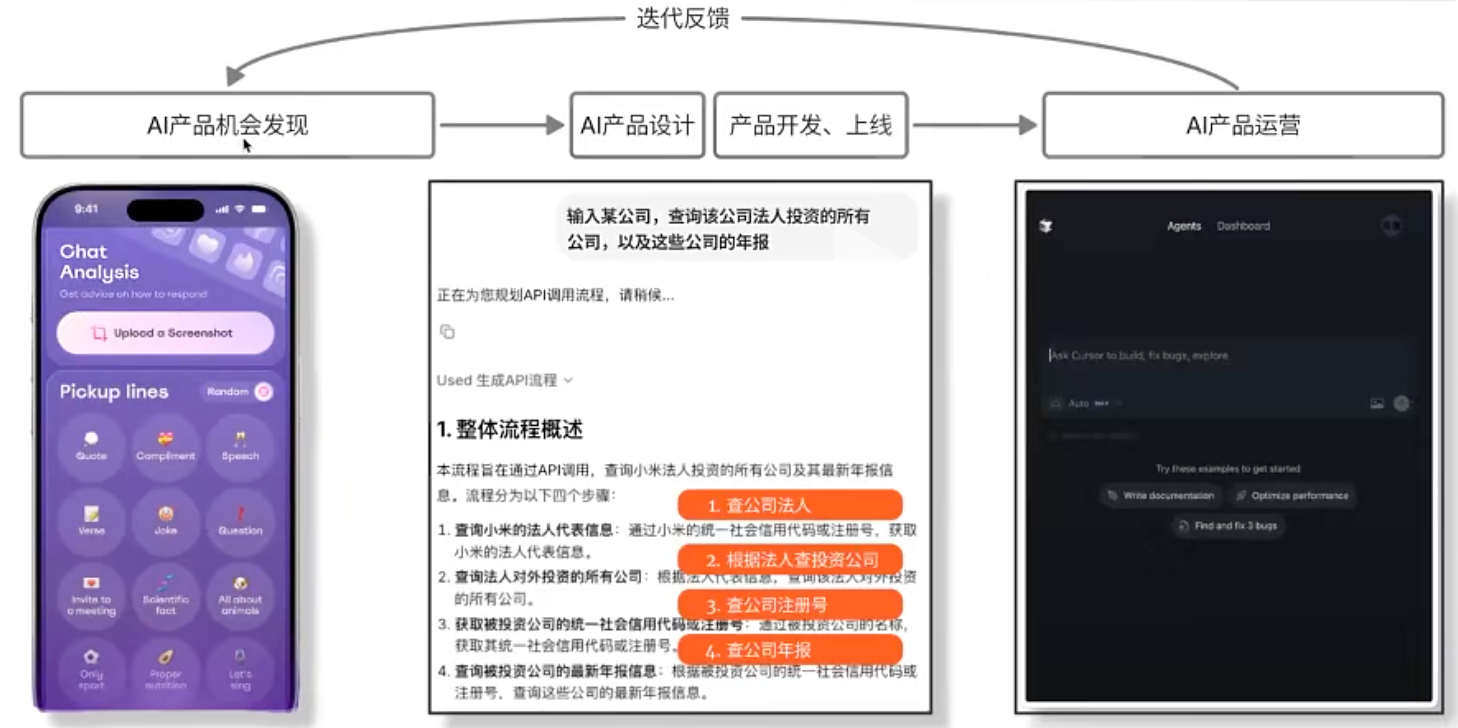 迭代反馈
AI产品机会发现
AI产品设计
产品开发、上线
AI产品运营
9:41
Chat
Analysis
Get advice on how to respond
Upload a Screenshot
Pickup lines
Random
Quote
Compliment
Speech
Verse
Joke
Question
Invite to
a meeting
Scientific
fact
All about
animals
Only
sport
Proper
nutrition
Let's
sing
输入某公司，查询该公司法人投资的所有
公司，以及这些公司的年报
正在为您规划API调用流程，请稍候...
Used 生成API流程
1. 整体流程概述
本流程旨在通过API调用，查询小米法人投资的所有公司及其最新年报信
息。流程分为以下四个步骤：
1. 查公司法人
1. 查询小米的法人代表信息：通过小米的统一社会信用代码或注册号，获取
小米的法人代表信息。
2. 根据法人查投资公司
2. 查询法人对外投资的所有公司：根据法人代表信息，查询该法人对外投资
的所有公司。
3. 查公司注册号
3. 获取被投资公司的统一社会信用代码或注册号：通过被投资公司的名称，
获取其统一社会信用代码或注册号。
4. 查公司年报
4. 查询被投资公司的最新年报信息：根据被投资公司的统一社会信用代码或
注册号，查询这些公司的最新年报信息。
Agents
Dashboard
Ask Cursor to build, fix bugs, explore
Auto
Try these examples to get started
Write documentation
Optimize performance
Find and fix 3 bugs